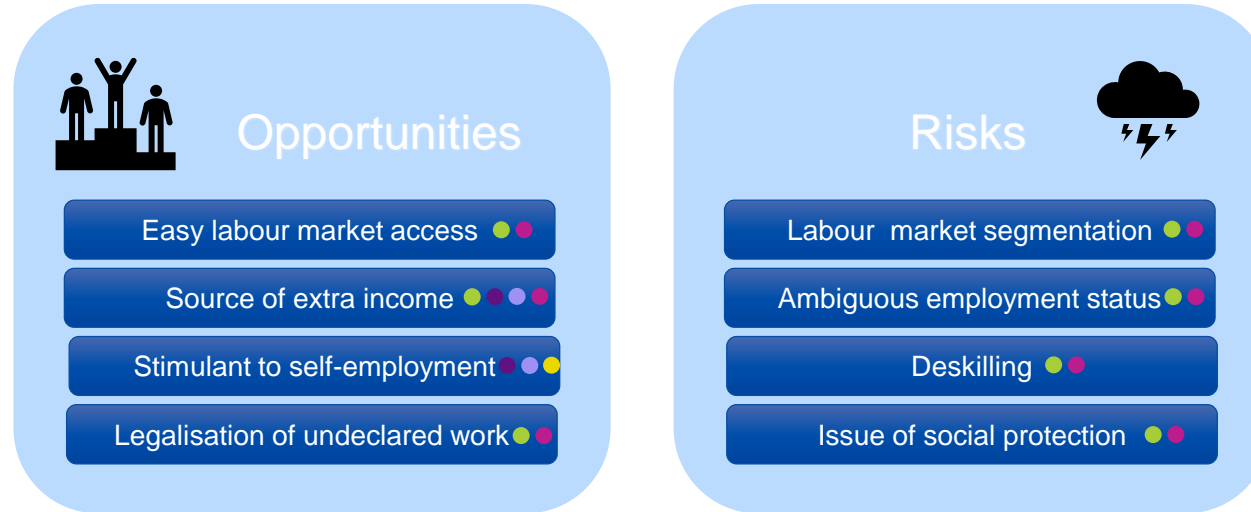 Opportunities
Easy labour market access
Source of extra income
Stimulant to self-employment
Legalisation of undeclared work
Risks
Labour market segmentation
Ambiguous employment status
Deskilling
Issue of social protection